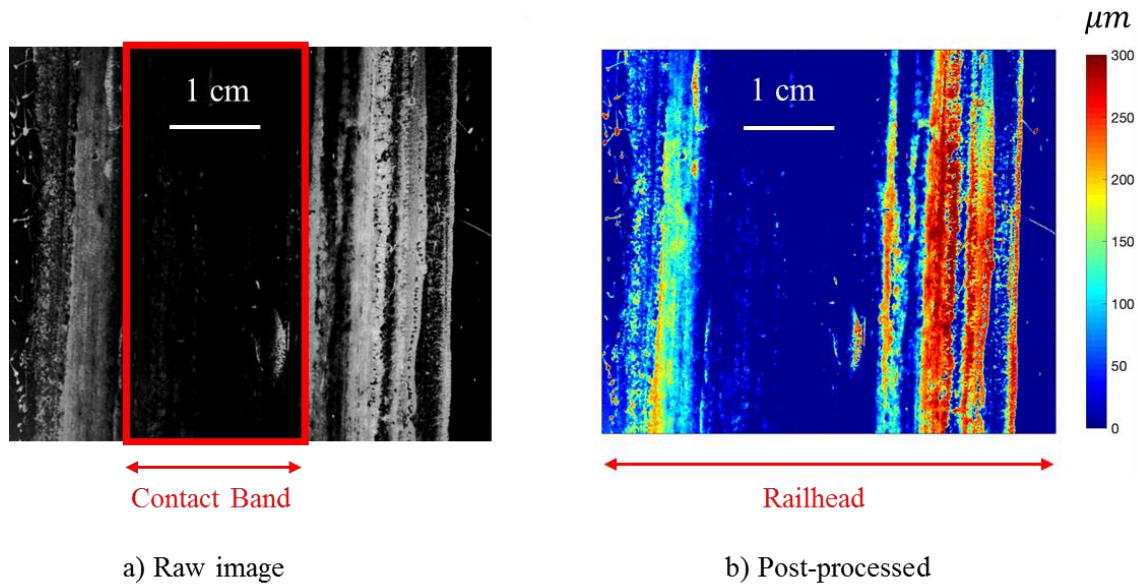 μm
1 cm
1 cm
300
250
200
150
100
50
0
Contact Band
Railhead
a) Raw image
b) Post-processed